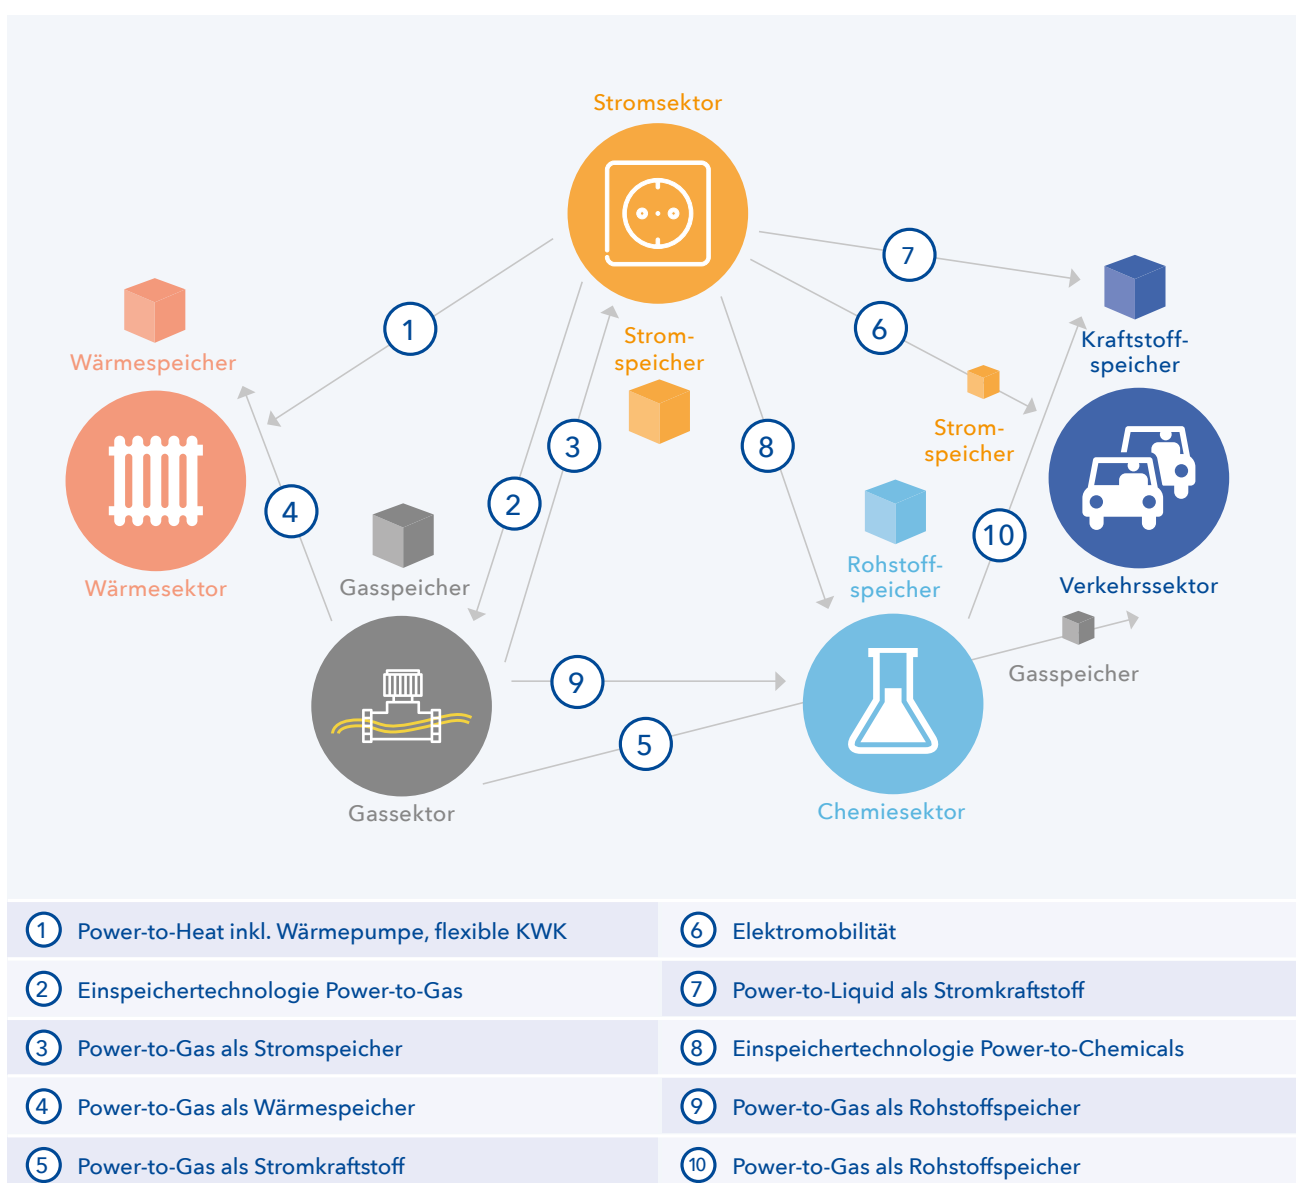 Stromsektor
7
1
6
Strom-
speicher
Wärmespeicher
Kraftstoff-
speicher
Strom-
speicher
3
8
2
4
10
Rohstoff-
speicher
Gasspeicher
Wärmesektor
Verkehrssektor
Gasspeicher
9
5
Gassektor
Chemiesektor
1 Power-to-Heat inkl. Wärmepumpe, flexible KWK
2 Einspeichertechnologie Power-to-Gas
3 Power-to-Gas als Stromspeicher
4 Power-to-Gas als Wärmespeicher
5 Power-to-Gas als Stromkraftstoff
6 Elektromobilität
7 Power-to-Liquid als Stromkraftstoff
8 Einspeichertechnologie Power-to-Chemicals
9 Power-to-Gas als Rohstoffspeicher
10 Power-to-Gas als Rohstoffspeicher